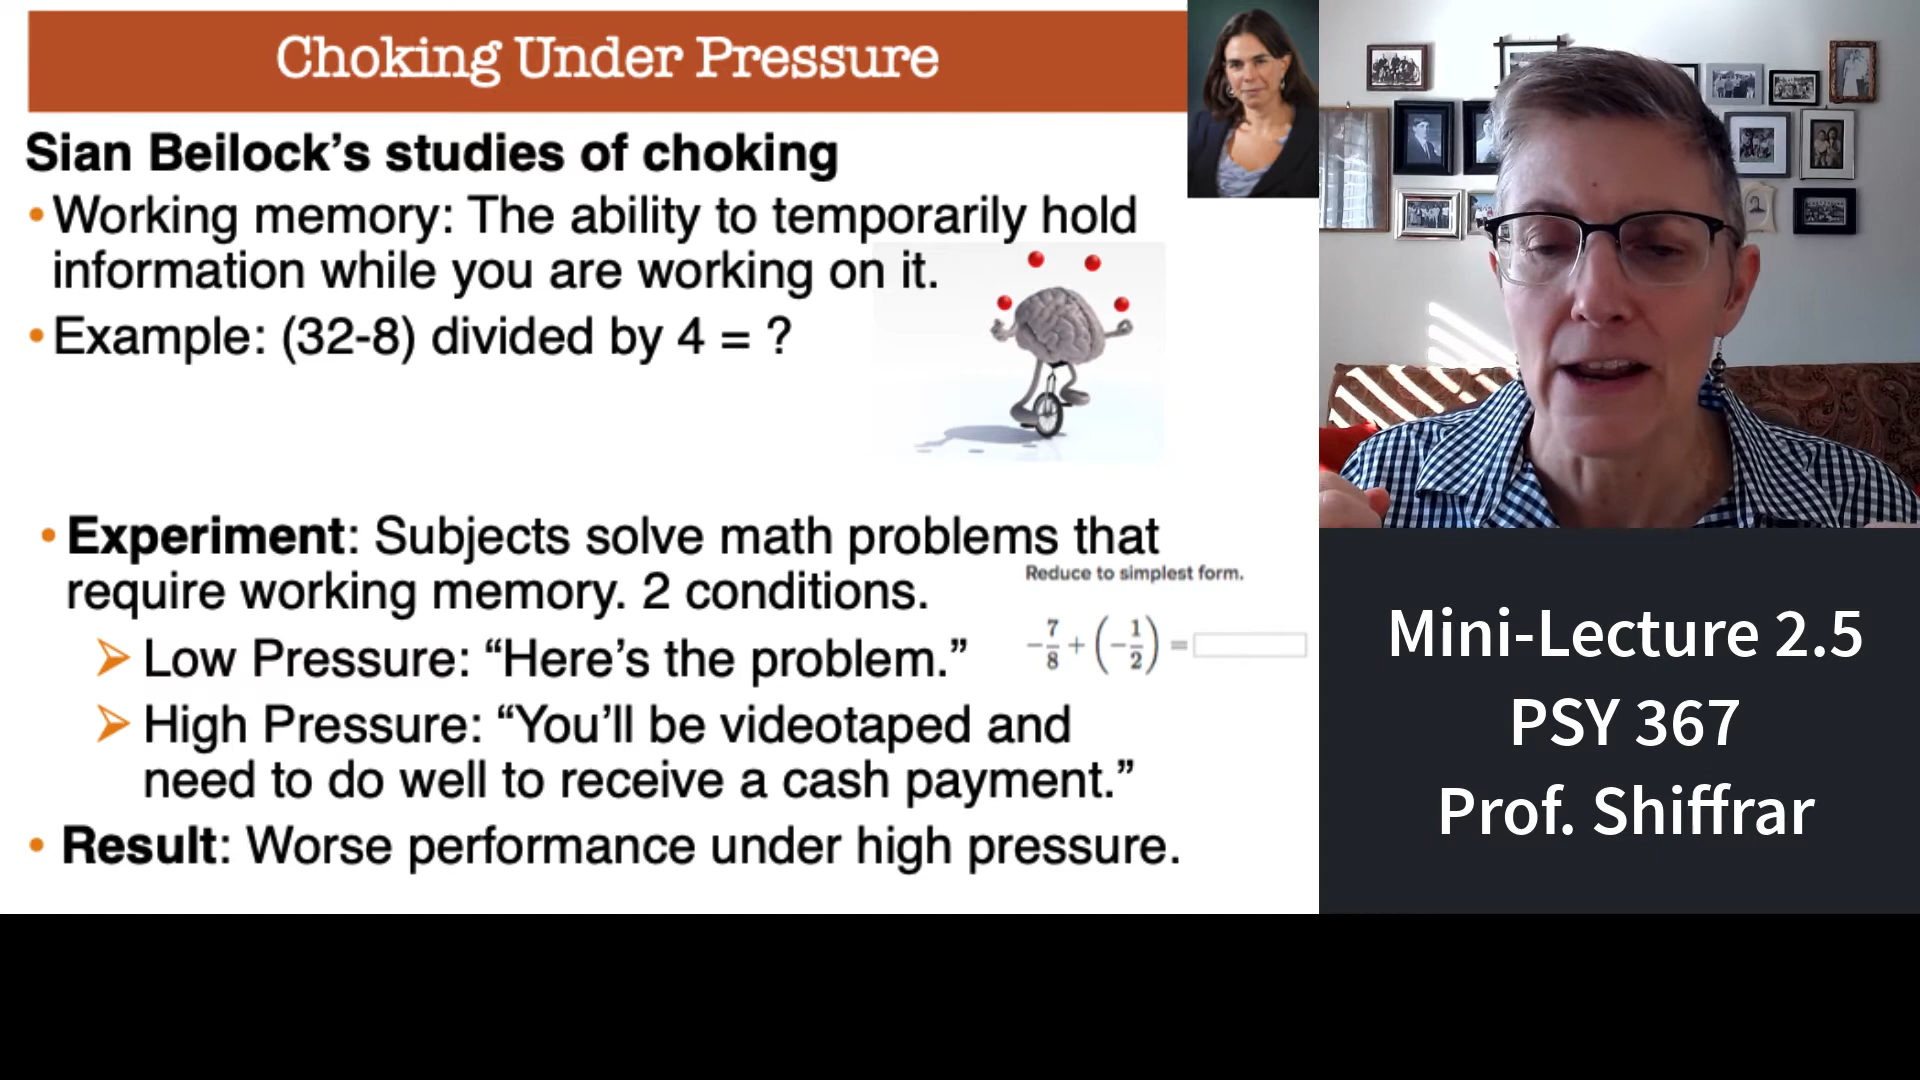 Choking Under Pressure
Sian Beilock’s studies of choking
• Working memory: The ability to temporarily hold
information while you are working on it.
• Example: (32-8) divided by 4 = ?
• Experiment: Subjects solve math problems that
require working memory. 2 conditions.
Reduce to simplest form.
-7/8 + (-1/2) =
➢ Low Pressure: “Here’s the problem.”
➢ High Pressure: “You’ll be videotaped and
need to do well to receive a cash payment.”
• Result: Worse performance under high pressure.
Mini-Lecture 2.5
PSY 367
Prof. Shiffrar